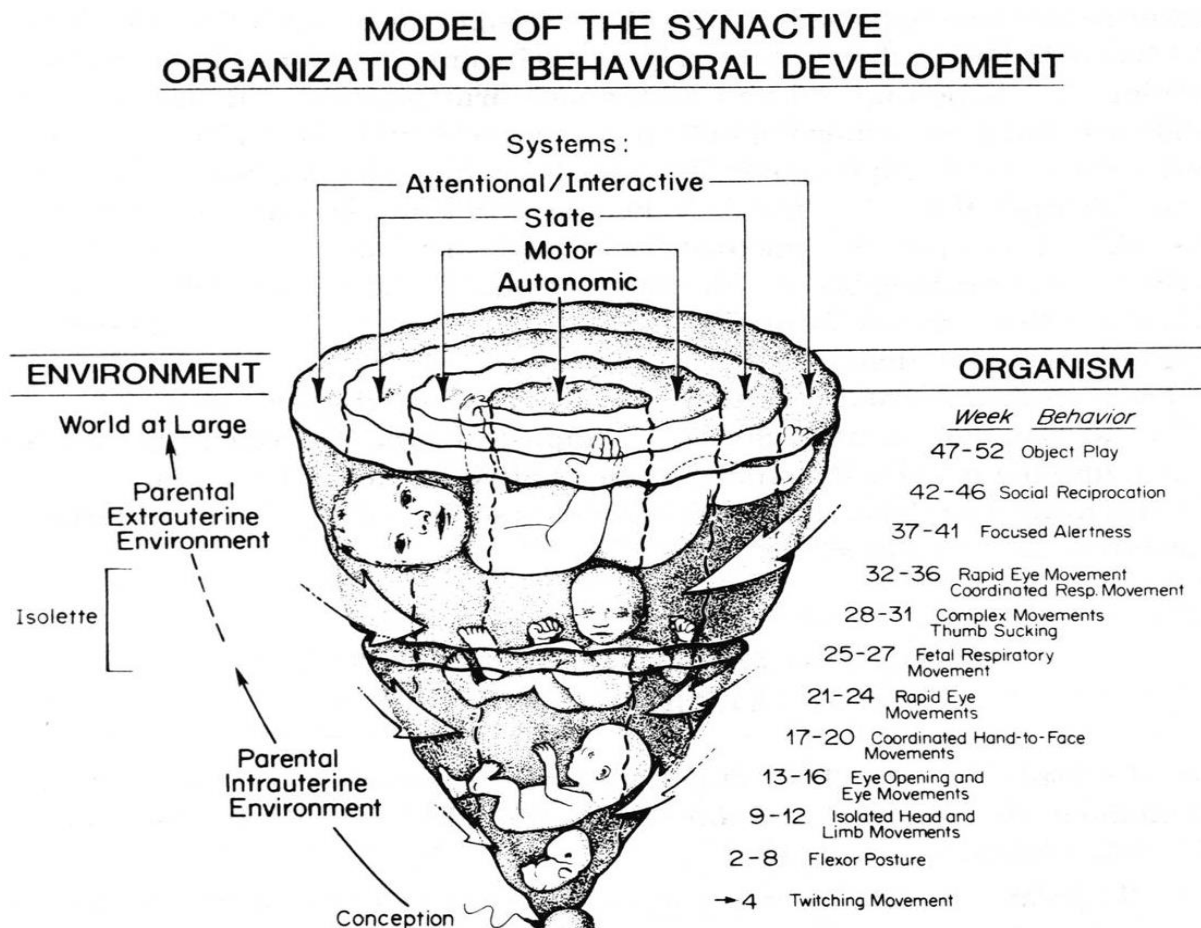 MODEL OF THE SYNACTIVE
ORGANIZATION OF BEHAVIORAL DEVELOPMENT
Systems:
Attentional/Interactive
State
Motor
Autonomic
ENVIRONMENT
World at Large
Parental
Extrauterine
Environment
Isolette
Parental
Intrauterine
Environment
Conception
ORGANISM
Week Behavior
47-52 Object Play
42-46 Social Reciprocation
37-41 Focused Alertness
32-36 Rapid Eye Movement
Coordinated Resp. Movement
28-31 Complex Movements
Thumb Sucking
25-27 Fetal Respiratory
Movement
21-24 Rapid Eye
Movements
17-20 Coordinated Hand-to-Face
Movements
13-16 Eye Opening and
Eye Movements
9-12 Isolated Head and
Limb Movements
2-8 Flexor Posture
→4 Twitching Movement